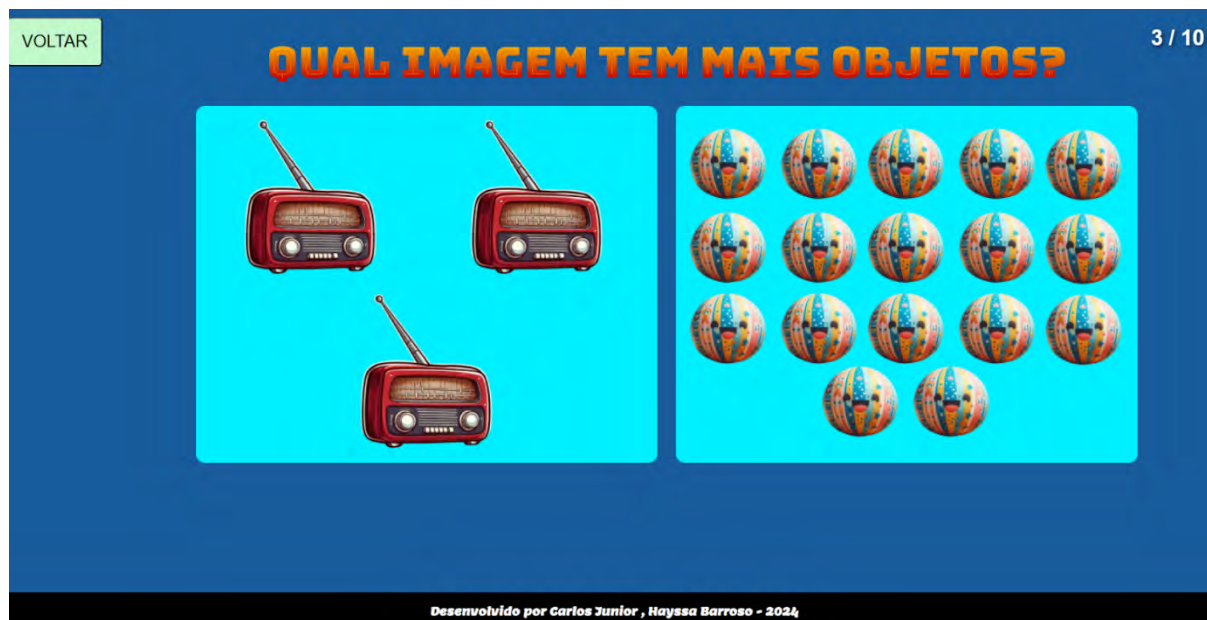 VOLTAR
QUAL IMAGEM TEM MAIS OBJETOS?
3 / 10
Desenvolvido por Carlos Junior , Hayssa Barroso - 2024